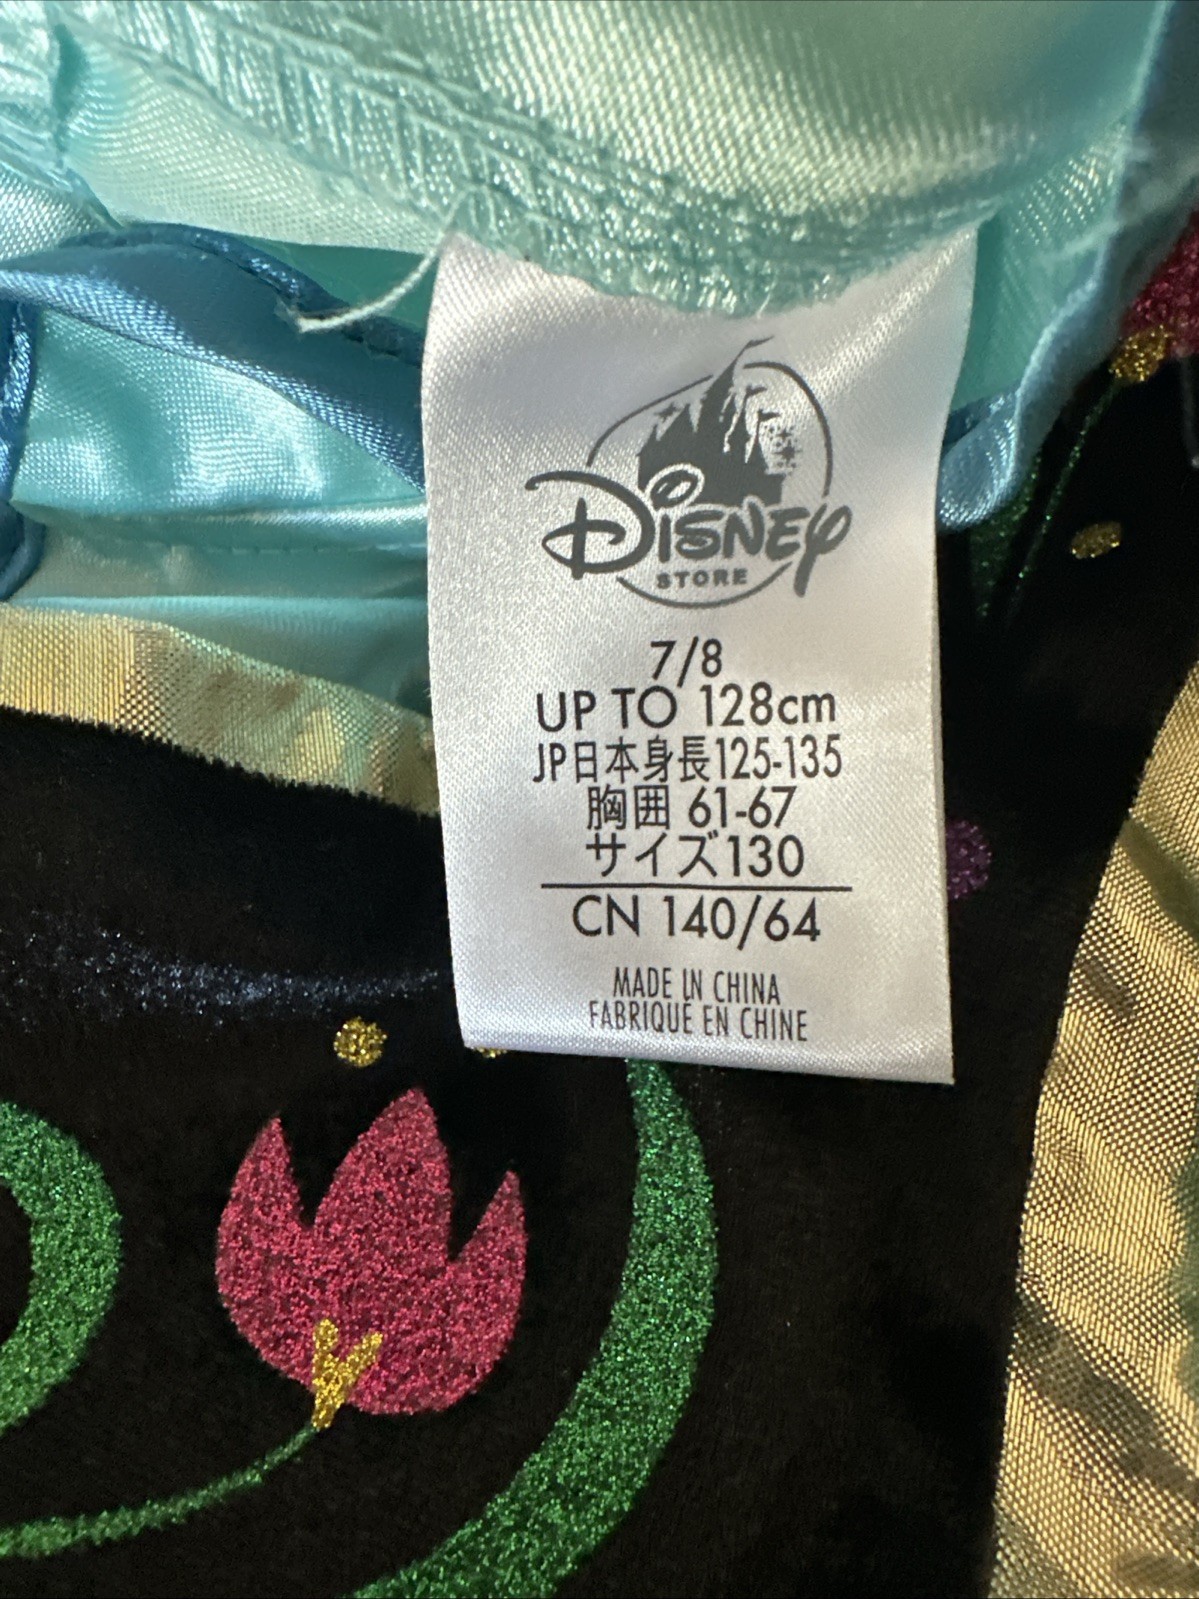 Disney
STORE
7/8
UP TO 128cm
JP日本身長125-135
胸囲 61-67
サイズ130
CN 140/64
MADE IN CHINA
FABRIQUÉ EN CHINE